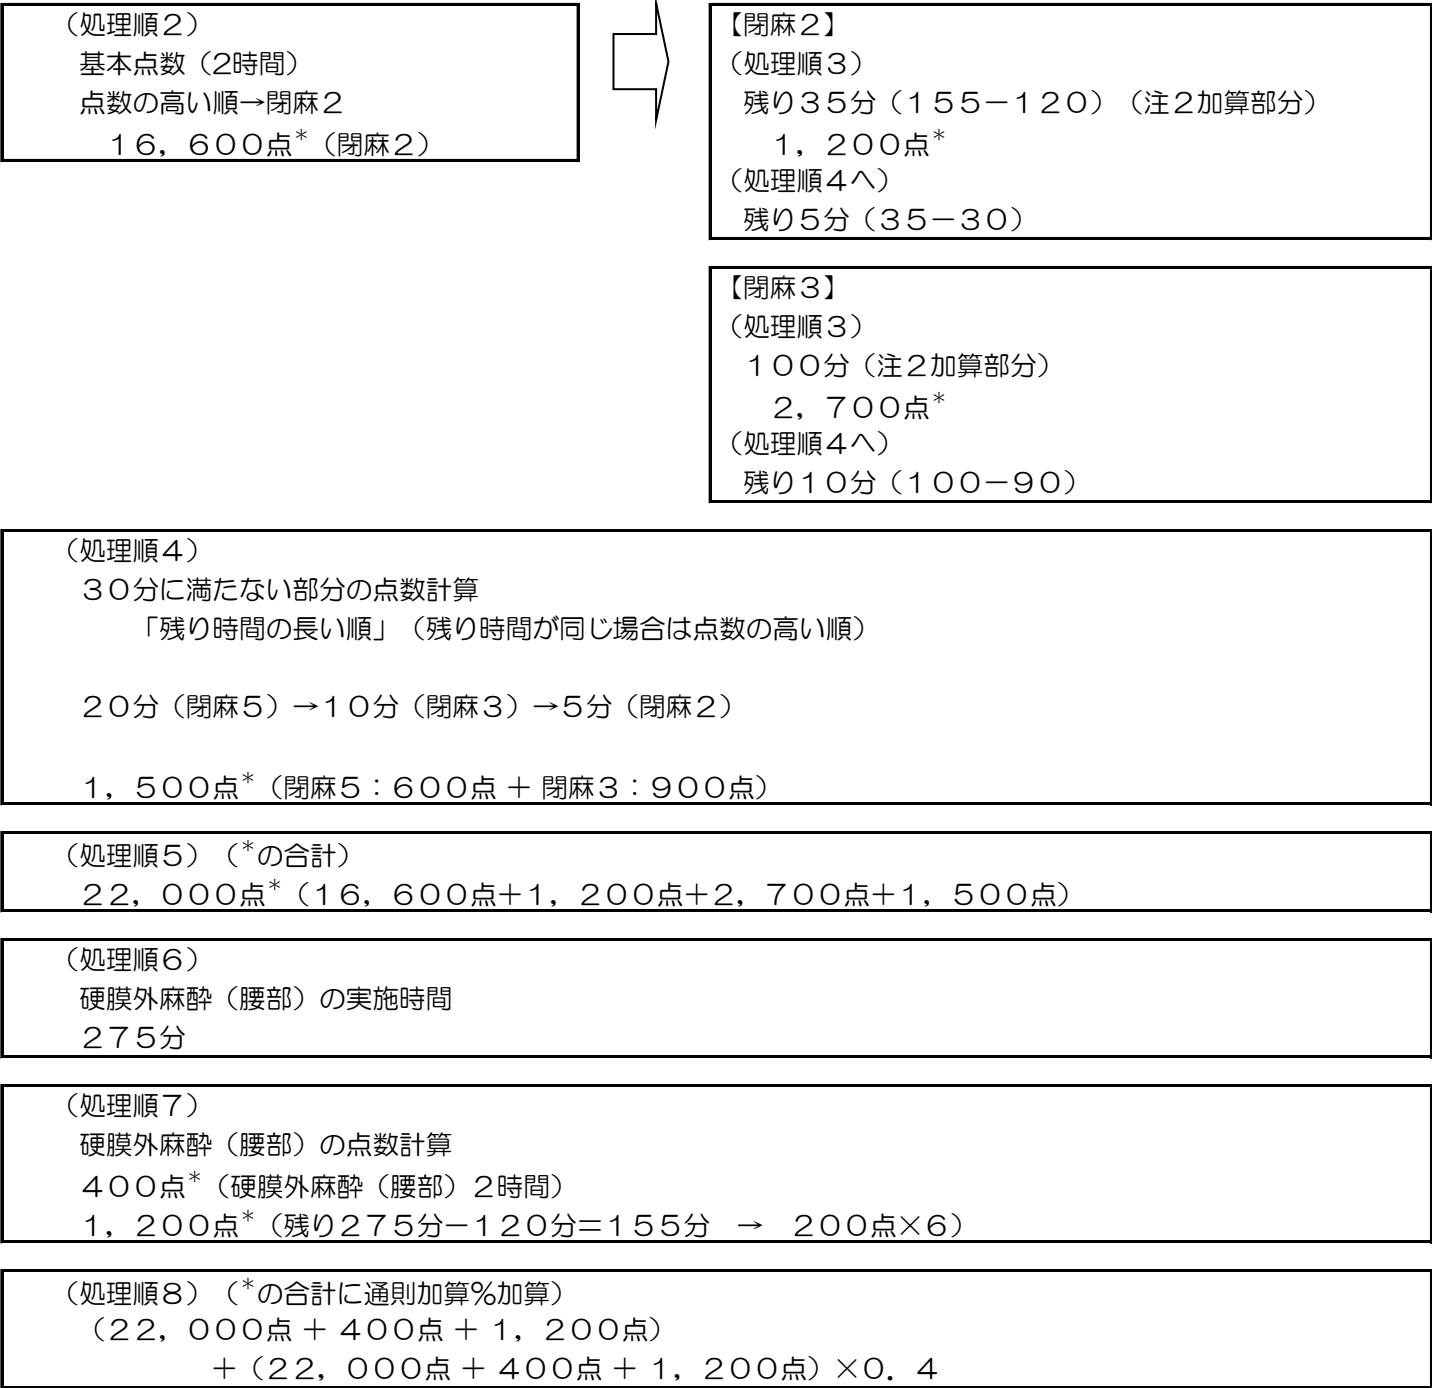 （処理順２）
基本点数（2時間）
点数の高い順→閉麻２
１６，６００点*（閉麻２）
【閉麻２】
（処理順３）
残り３５分（１５５－１２０）（注２加算部分）
１，２００点*
（処理順４へ）
残り５分（３５－３０）
【閉麻３】
（処理順３）
１００分（注２加算部分）
２，７００点*
（処理順４へ）
残り１０分（１００－９０）
（処理順４）
３０分に満たない部分の点数計算
「残り時間の長い順」（残り時間が同じ場合は点数の高い順）
２０分（閉麻５）→１０分（閉麻３）→５分（閉麻２）
１，５００点*（閉麻５：６００点 ＋ 閉麻３：９００点）
（処理順５）（*の合計）
２２，０００点*（１６，６００点＋１，２００点＋２，７００点＋１，５００点）
（処理順６）
硬膜外麻酔（腰部）の実施時間
２７５分
（処理順７）
硬膜外麻酔（腰部）の点数計算
４００点*（硬膜外麻酔（腰部）２時間）
１，２００点*（残り２７５分－１２０分＝１５５分 → ２００点×６）
（処理順８）（*の合計に通則加算％加算）
（２２，０００点 ＋ ４００点 ＋ １，２００点）
＋（２２，０００点 ＋ ４００点 ＋ １，２００点）×０．４